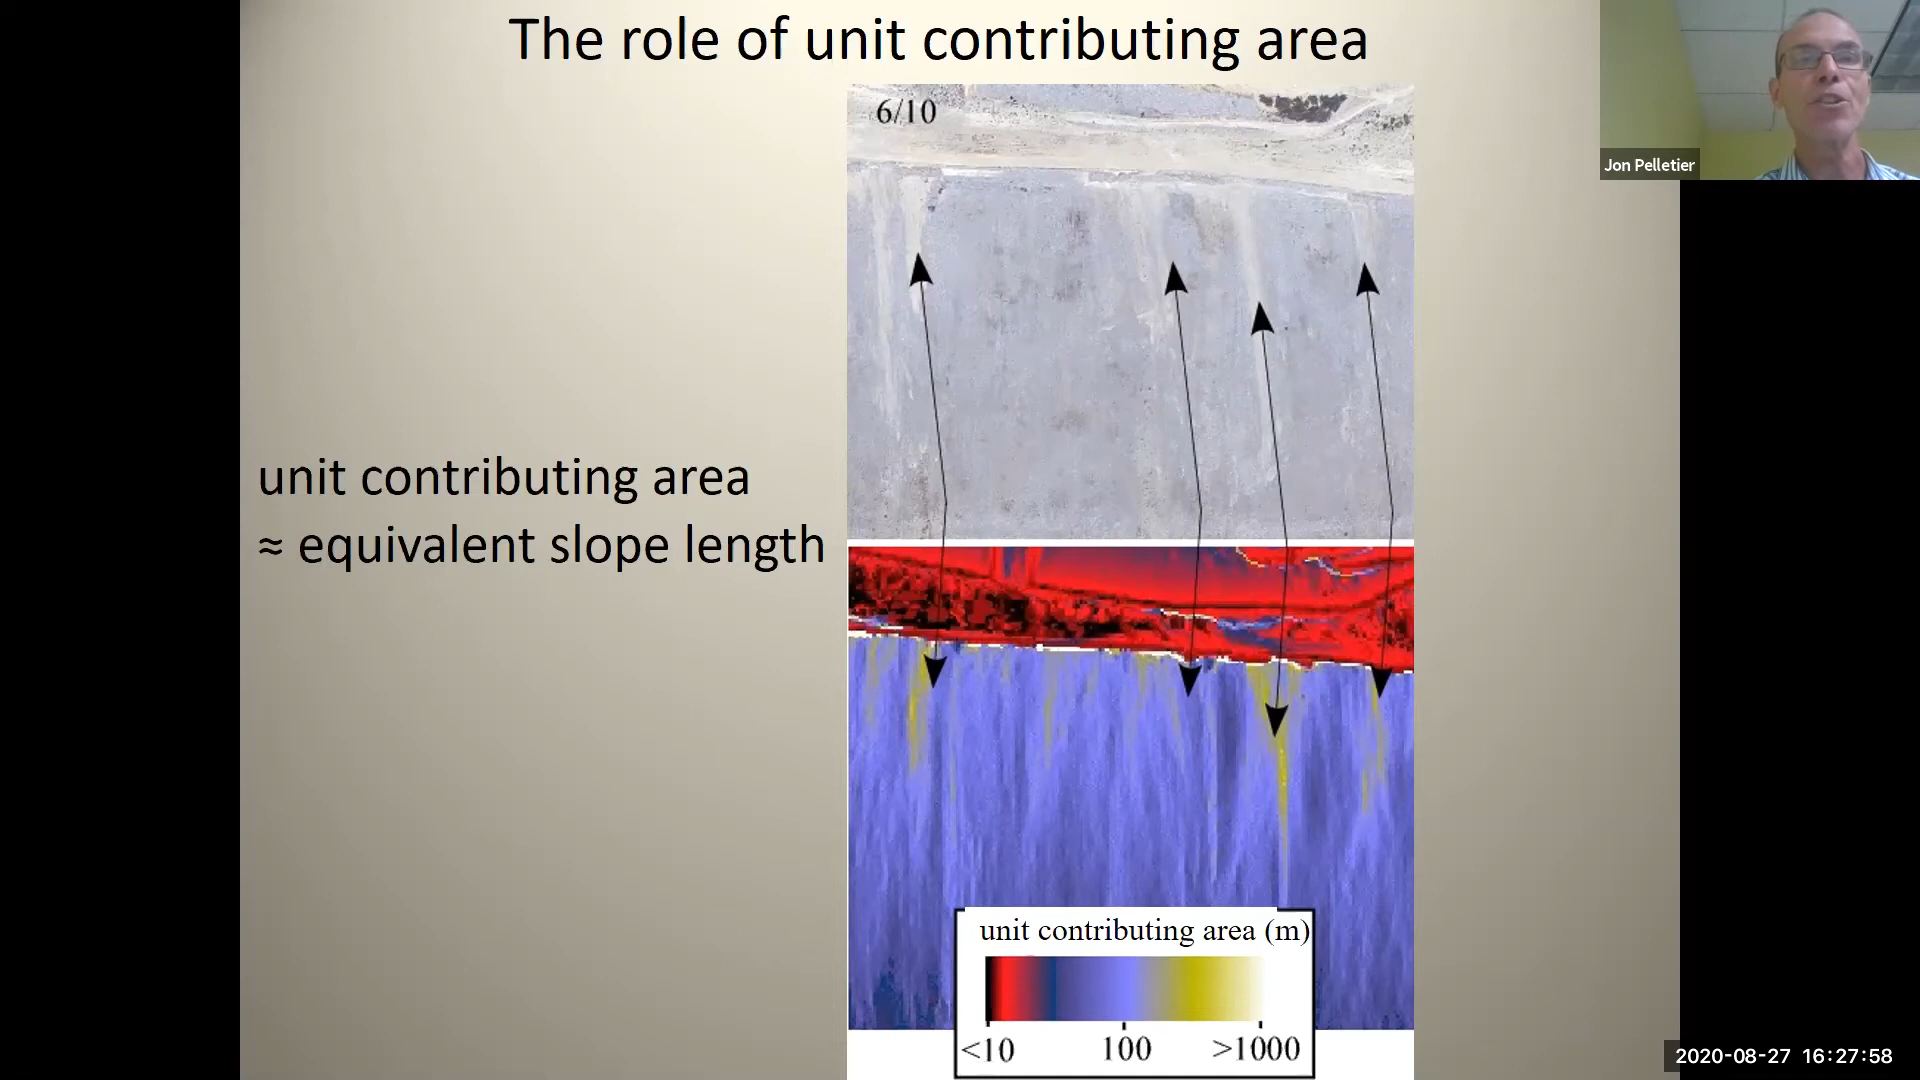 The role of unit contributing area
6/10
Jon Pelletier
unit contributing area
≈ equivalent slope length
unit contributing area (m)
<10 100 >1000
2020-08-27 16:27:58